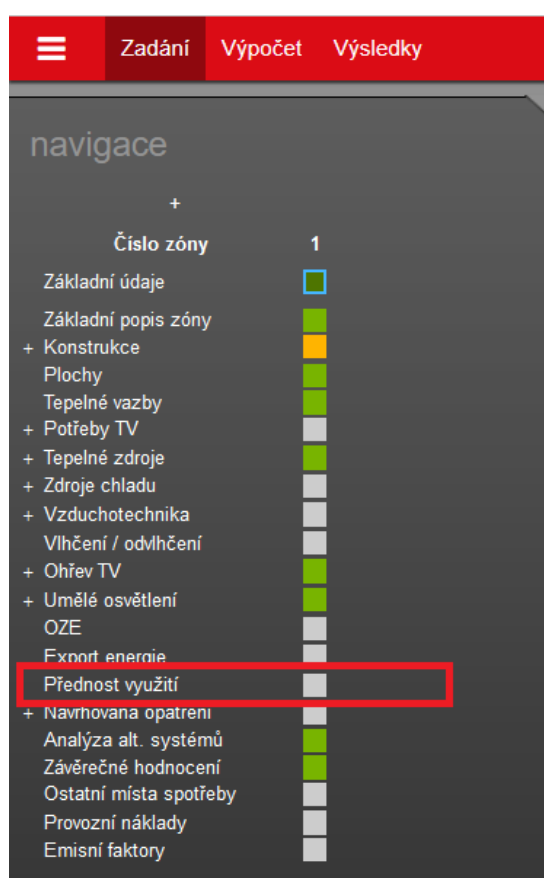 Zadání Výpočet Výsledky
navigace
+
Číslo zóny 1
Základní údaje
Základní popis zóny
+ Konstrukce
Plochy
Tepelné vazby
+ Potřeby TV
+ Tepelné zdroje
+ Zdroje chladu
+ Vzduchotechnika
Vlhčení / odvlhčení
+ Ohřev TV
+ Umělé osvětlení
OZE
Export energie
Přednost využití
+ Navrhovaná opatření
Analýza alt. systémů
Závěrečné hodnocení
Ostatní místa spotřeby
Provozní náklady
Emisní faktory